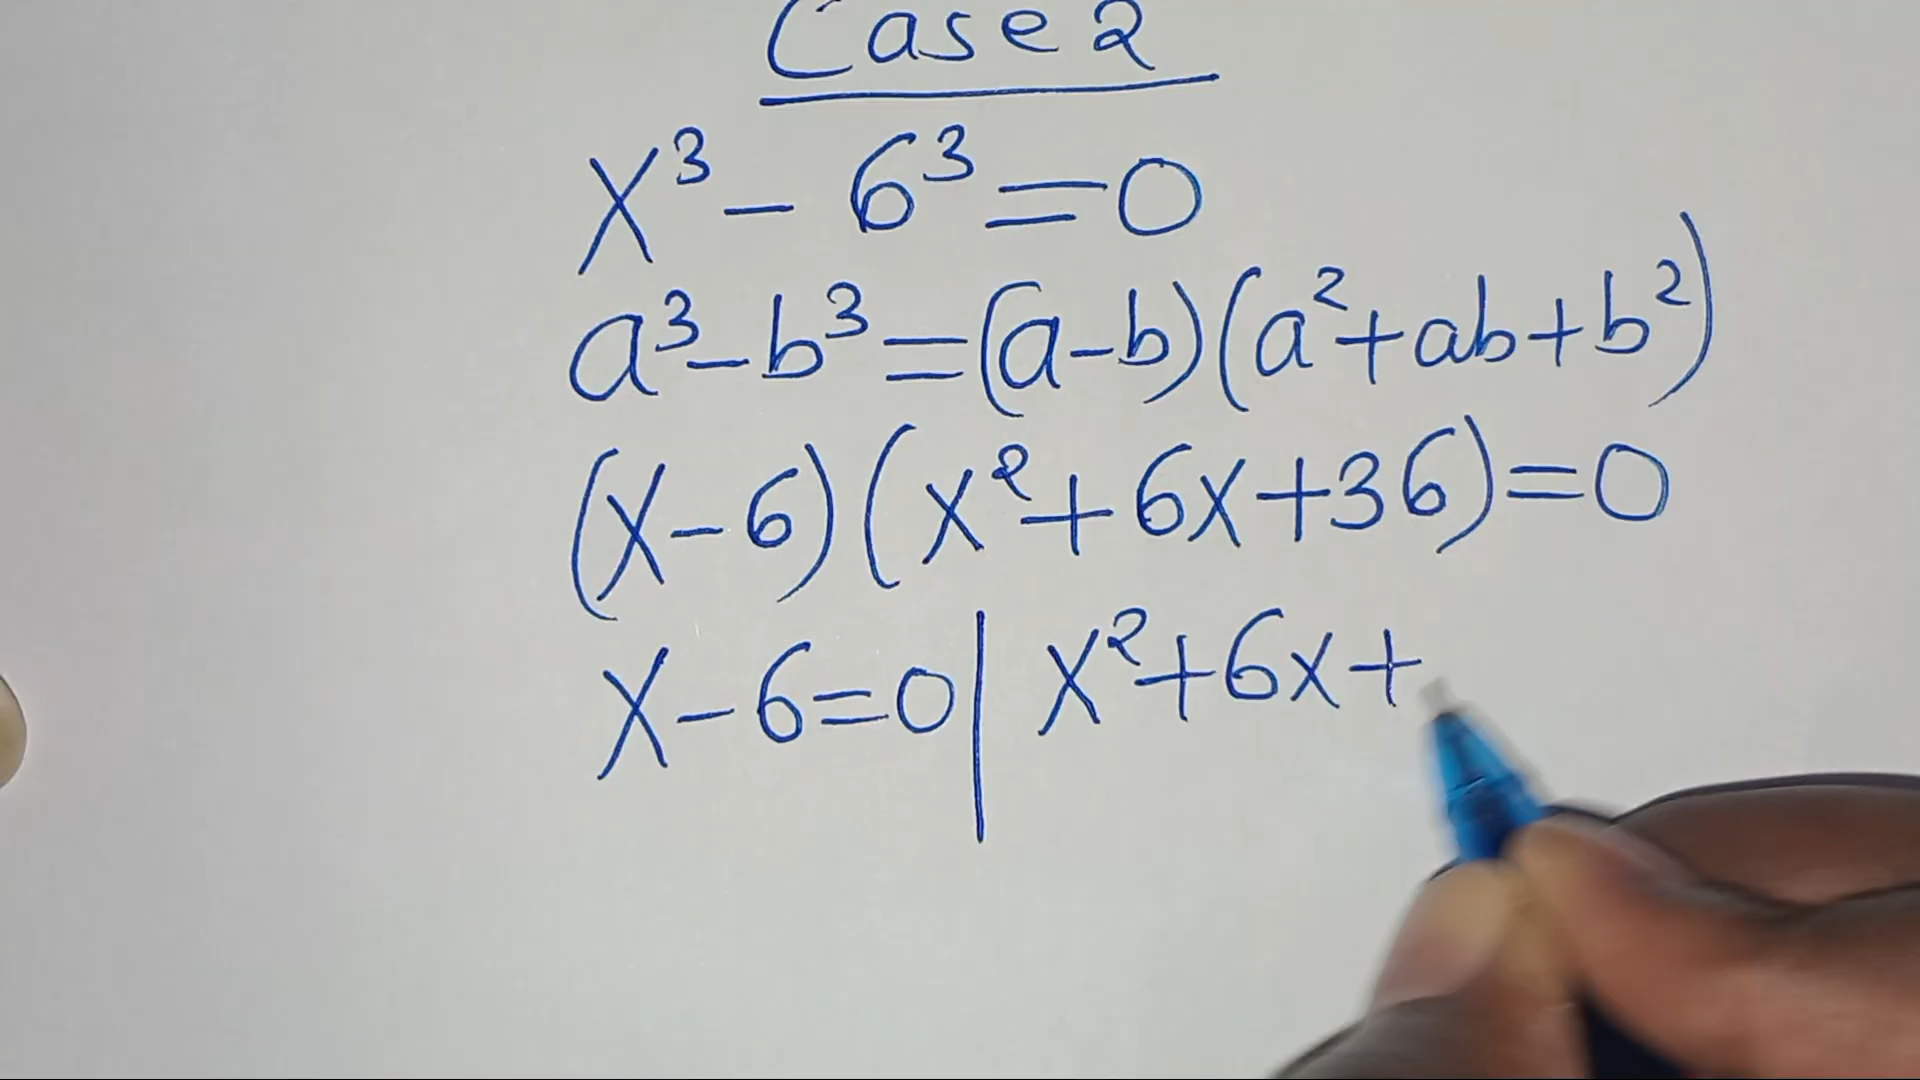 Case 2
x³ - 6³ = 0
a³ - b³ = (a - b)(a² + ab + b²)
(x - 6)(x² + 6x + 36) = 0
x - 6 = 0 | x² + 6x +